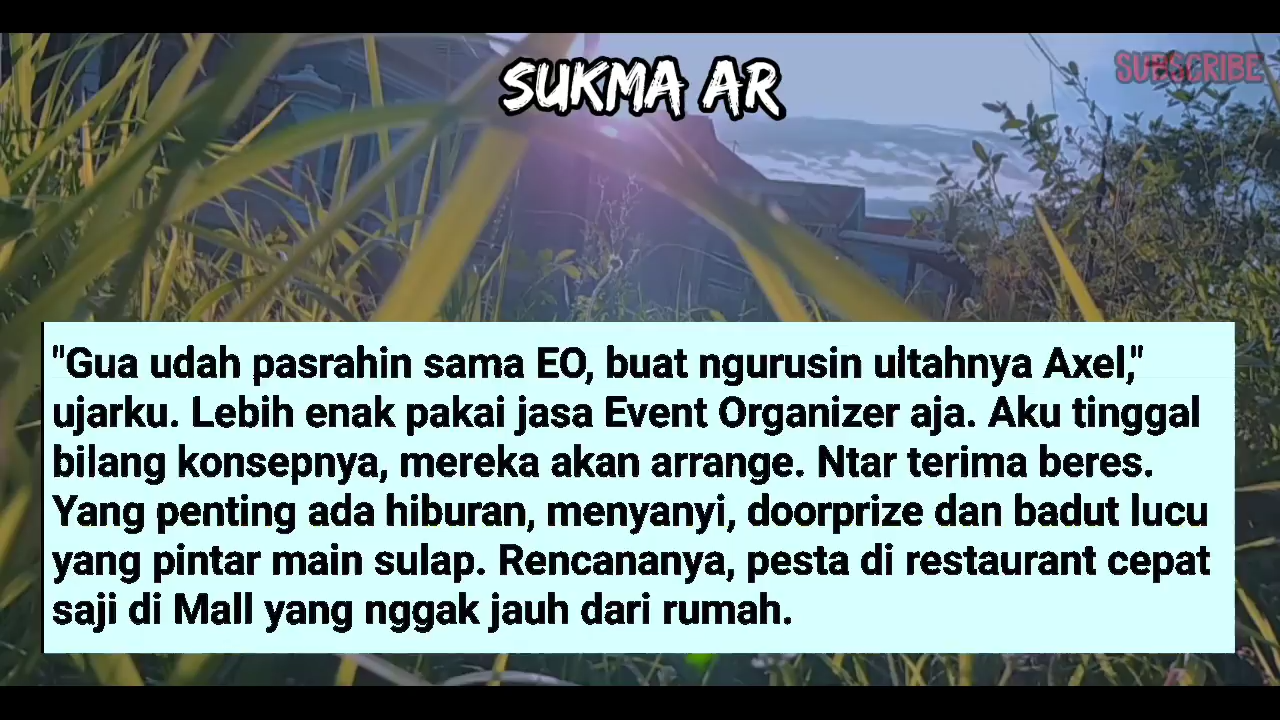 SUKMA AR
SUBSCRIBE
"Gua udah pasrahin sama EO, buat ngurusin ultahnya Axel,"
ujarku. Lebih enak pakai jasa Event Organizer aja. Aku tinggal
bilang konsepnya, mereka akan arrange. Ntar terima beres.
Yang penting ada hiburan, menyanyi, doorprize dan badut lucu
yang pintar main sulap. Rencananya, pesta di restaurant cepat
saji di Mall yang nggak jauh dari rumah.